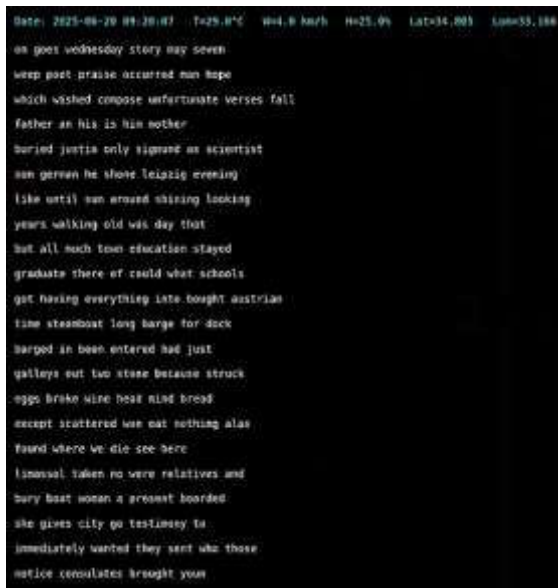 Date: 2025-06-20 09:20:07 T=29.0°C W=4.0 km/h H=25.0% Lat=34.805 Lon=33.166
on goes wednesday story may seven
weep poet praise occurred man hope
which wished compose unfortunate verses fall
father an his is him mother
buried justin only sigmund as scientist
son german he shone leipzig evening
like until sun around shining looking
years walking old was day that
but all much town education stayed
graduate there of could what schools
got having everything into bought austrian
time steamboat long barge for dock
barged in been entered had just
galleys out two stone because struck
eggs broke wine head mind bread
except scattered won eat nothing alas
found where we die see here
limassol taken no were relatives and
bury boat woman a present boarded
she gives city go testimony to
immediately wanted they sent who those
notice consulates brought youn